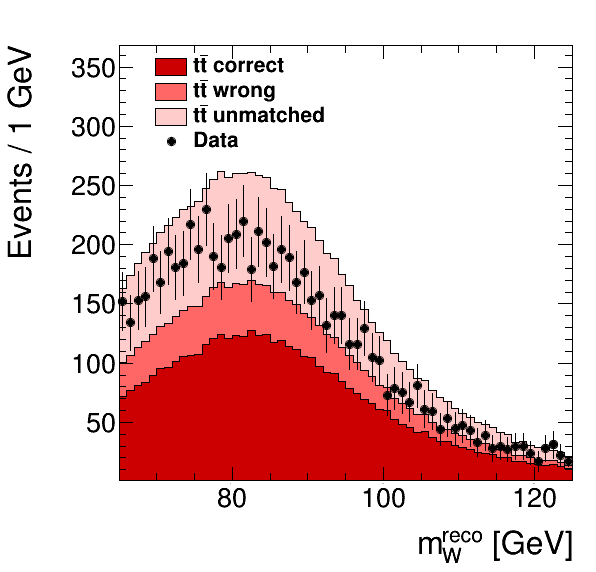 Events / 1 GeV
350
300
250
200
150
100
50
tt̄ correct
tt̄ wrong
tt̄ unmatched
Data
80 100 120
m_W^reco [GeV]